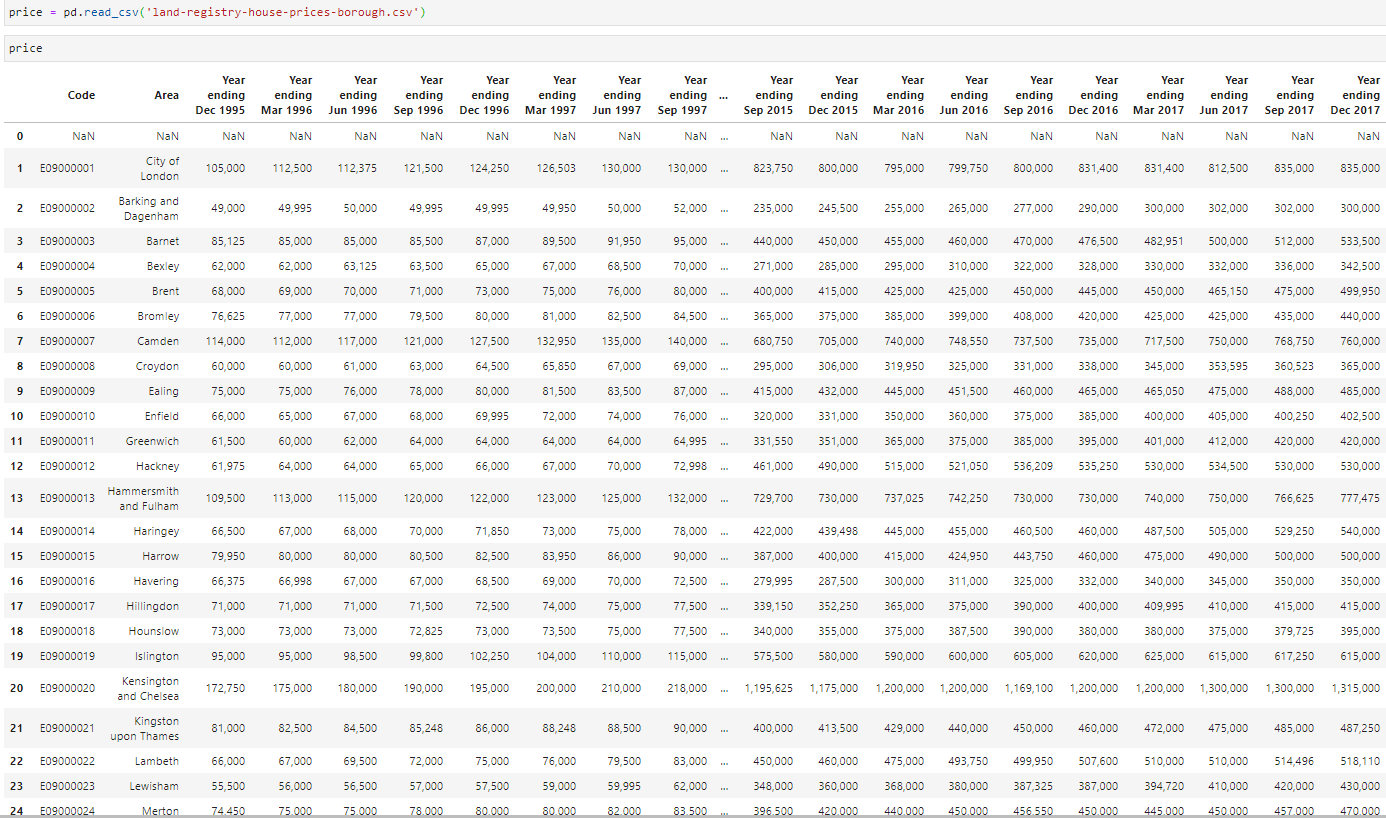 price = pd.read_csv('land-registry-house-prices-borough.csv')
price
Code Area Year ending Dec 1995 Year ending Mar 1996 Year ending Jun 1996 Year ending Sep 1996 Year ending Dec 1996 Year ending Mar 1997 Year ending Jun 1997 Year ending Sep 1997 ... Year ending Sep 2015 Year ending Dec 2015 Year ending Mar 2016 Year ending Jun 2016 Year ending Sep 2016 Year ending Dec 2016 Year ending Mar 2017 Year ending Jun 2017 Year ending Sep 2017 Year ending Dec 2017
0 NaN NaN NaN NaN NaN NaN NaN NaN NaN NaN ... NaN NaN NaN NaN NaN NaN NaN NaN NaN NaN
1 E09000001 City of London 105,000 112,500 112,375 121,500 124,250 126,503 130,000 130,000 ... 823,750 800,000 795,000 799,750 800,000 831,400 831,400 812,500 835,000 835,000
2 E09000002 Barking and Dagenham 49,000 49,995 50,000 49,995 49,995 49,950 50,000 52,000 ... 235,000 245,500 255,000 265,000 277,000 290,000 300,000 302,000 302,000 300,000
3 E09000003 Barnet 85,125 85,000 85,000 85,500 87,000 89,500 91,950 95,000 ... 440,000 450,000 455,000 460,000 470,000 476,500 482,951 500,000 512,000 533,500
4 E09000004 Bexley 62,000 62,000 63,125 63,500 65,000 67,000 68,500 70,000 ... 271,000 285,000 295,000 310,000 322,000 328,000 330,000 332,000 336,000 342,500
5 E09000005 Brent 68,000 69,000 70,000 71,000 73,000 75,000 76,000 80,000 ... 400,000 415,000 425,000 425,000 450,000 445,000 450,000 465,150 475,000 499,950
6 E09000006 Bromley 76,625 77,000 77,000 79,500 80,000 81,000 82,500 84,500 ... 365,000 375,000 385,000 399,000 408,000 420,000 425,000 425,000 435,000 440,000
7 E09000007 Camden 114,000 112,000 117,000 121,000 127,500 132,950 135,000 140,000 ... 680,750 705,000 740,000 748,550 737,500 735,000 717,500 750,000 768,750 760,000
8 E09000008 Croydon 60,000 60,000 61,000 63,000 64,500 65,850 67,000 69,000 ... 295,000 306,000 319,950 325,000 331,000 338,000 345,000 353,595 360,523 365,000
9 E09000009 Ealing 75,000 75,000 76,000 78,000 80,000 81,500 83,500 87,000 ... 415,000 432,000 445,000 451,500 460,000 465,000 465,050 475,000 488,000 485,000
10 E09000010 Enfield 66,000 65,000 67,000 68,000 69,995 72,000 74,000 76,000 ... 320,000 331,000 350,000 360,000 375,000 385,000 400,000 405,000 400,250 402,500
11 E09000011 Greenwich 61,500 60,000 62,000 64,000 64,000 64,000 64,000 64,995 ... 331,550 351,000 365,000 375,000 385,000 395,000 401,000 412,000 420,000 420,000
12 E09000012 Hackney 61,975 64,000 64,000 65,000 66,000 67,000 70,000 72,998 ... 461,000 490,000 515,000 521,050 536,209 535,250 530,000 534,500 530,000 530,000
13 E09000013 Hammersmith and Fulham 109,500 113,000 115,000 120,000 122,000 123,000 125,000 132,000 ... 729,700 730,000 737,025 742,250 730,000 730,000 740,000 750,000 766,625 777,475
14 E09000014 Haringey 66,500 67,000 68,000 70,000 71,850 73,000 75,000 78,000 ... 422,000 439,498 445,000 455,000 460,500 460,000 487,500 505,000 529,250 540,000
15 E09000015 Harrow 79,950 80,000 80,000 80,500 82,500 83,950 86,000 90,000 ... 387,000 400,000 415,000 424,950 443,750 460,000 475,000 490,000 500,000 500,000
16 E09000016 Havering 66,375 66,998 67,000 67,000 68,500 69,000 70,000 72,500 ... 279,995 287,500 300,000 311,000 325,000 332,000 340,000 345,000 350,000 350,000
17 E09000017 Hillingdon 71,000 71,000 71,000 71,500 72,500 74,000 75,000 77,500 ... 339,150 352,250 365,000 375,000 390,000 400,000 409,995 410,000 415,000 415,000
18 E09000018 Hounslow 73,000 73,000 73,000 72,825 73,000 73,500 75,000 77,500 ... 340,000 355,000 375,000 387,500 390,000 380,000 380,000 375,000 379,725 395,000
19 E09000019 Islington 95,000 95,000 98,500 99,800 102,250 104,000 110,000 115,000 ... 575,500 580,000 590,000 600,000 605,000 620,000 625,000 615,000 617,250 615,000
20 E09000020 Kensington and Chelsea 172,750 175,000 180,000 190,000 195,000 200,000 210,000 218,000 ... 1,195,625 1,175,000 1,200,000 1,200,000 1,169,100 1,200,000 1,200,000 1,300,000 1,300,000 1,315,000
21 E09000021 Kingston upon Thames 81,000 82,500 84,500 85,248 86,000 88,248 88,500 90,000 ... 400,000 413,500 429,000 440,000 450,000 460,000 472,000 475,000 485,000 487,250
22 E09000022 Lambeth 66,000 67,000 69,500 72,000 75,000 76,000 79,500 83,000 ... 450,000 460,000 475,000 493,750 499,950 507,600 510,000 510,000 514,496 518,110
23 E09000023 Lewisham 55,500 56,000 56,500 57,000 57,500 59,000 59,995 62,000 ... 348,000 360,000 368,000 380,000 387,325 387,000 394,720 410,000 420,000 430,000
24 E09000024 Merton 74,450 75,000 75,000 78,000 80,000 80,000 82,000 83,500 ... 396,500 420,000 440,000 450,000 456,550 450,000 445,000 450,000 457,000 470,000